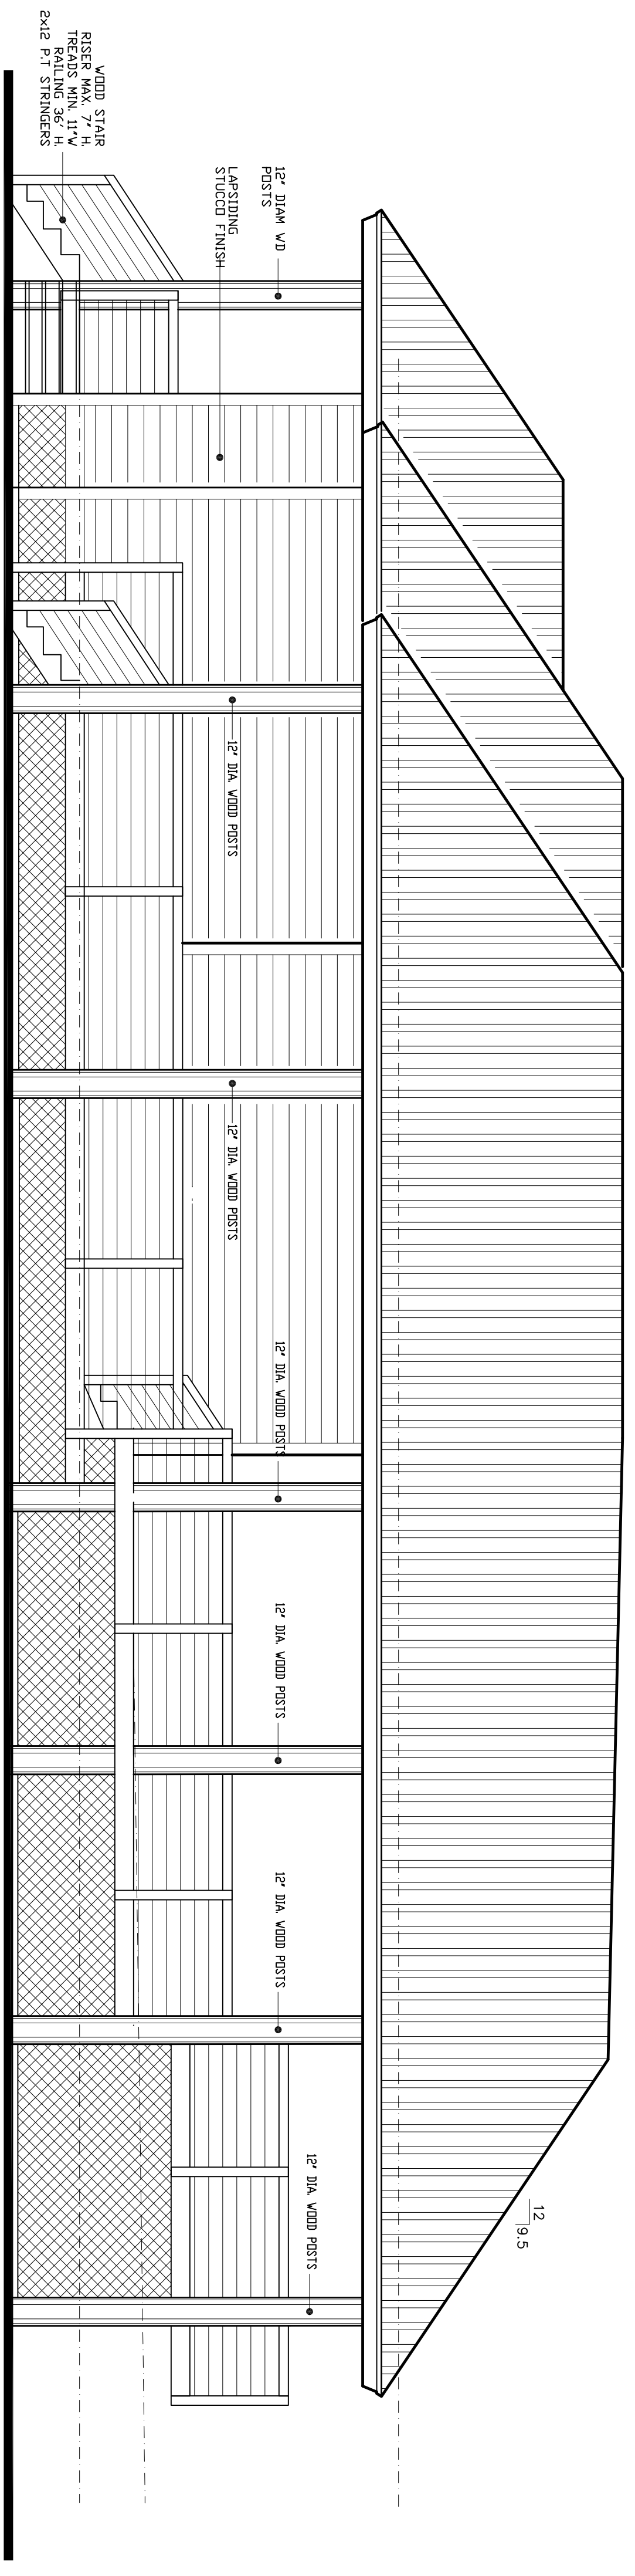 WOOD STAIR
RISER MAX. 7" H.
TREADS MIN. 11"W
RAILING 36' H.
2x12 P.T STRINGERS
12" DIAM WD
POSTS
LAPSIDING
STUCCO FINISH
12" DIA. WOOD POSTS
12" DIA. WOOD POSTS
12" DIA. WOOD POSTS
12" DIA. WOOD POSTS
12" DIA. WOOD POSTS
12" DIA. WOOD POSTS
12
9.5